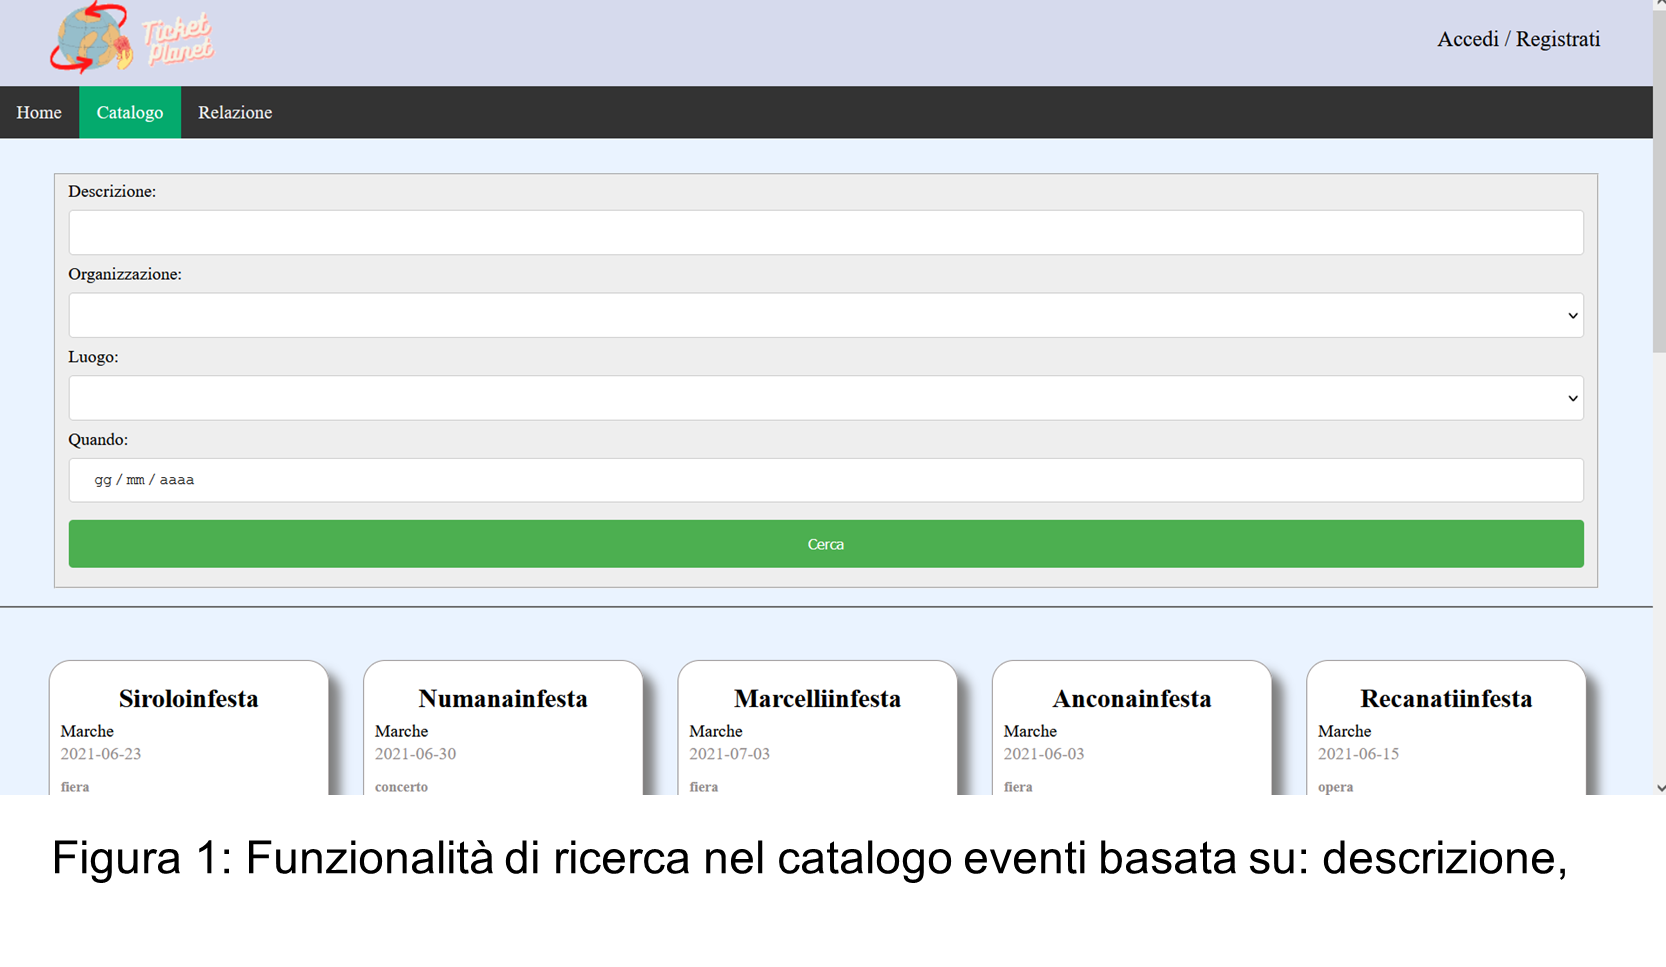 Ticket
Planet
Accedi / Registrati
Home Catalogo Relazione
Descrizione:
Organizzazione:
Luogo:
Quando:
gg / mm / aaaa
Cerca
Siroloinfesta
Marche
2021-06-23
fiera
Numanainfesta
Marche
2021-06-30
concerto
Marcelliinfesta
Marche
2021-07-03
fiera
Anconainfesta
Marche
2021-06-03
fiera
Recanatiinfesta
Marche
2021-06-15
opera
Figura 1: Funzionalità di ricerca nel catalogo eventi basata su: descrizione,